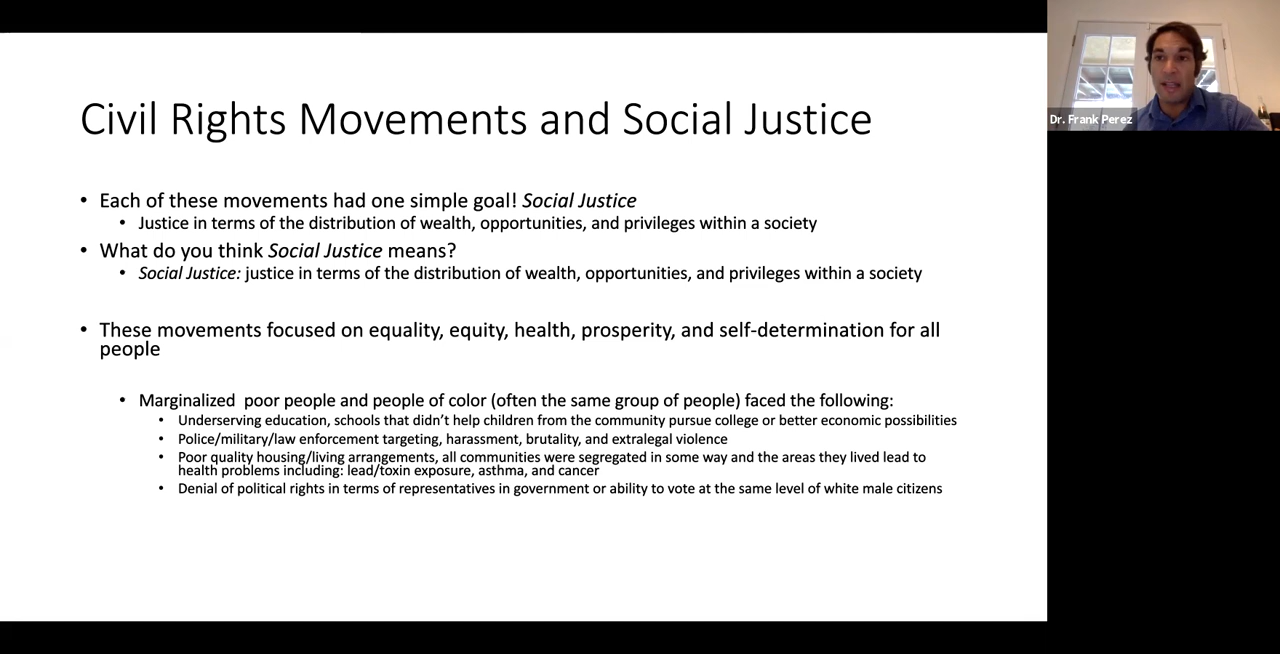 Civil Rights Movements and Social Justice
• Each of these movements had one simple goal! Social Justice
• Justice in terms of the distribution of wealth, opportunities, and privileges within a society
• What do you think Social Justice means?
• Social Justice: justice in terms of the distribution of wealth, opportunities, and privileges within a society
• These movements focused on equality, equity, health, prosperity, and self-determination for all
people
• Marginalized  poor people and people of color (often the same group of people) faced the following:
• Underserving education, schools that didn't help children from the community pursue college or better economic possibilities
• Police/military/law enforcement targeting, harassment, brutality, and extralegal violence
• Poor quality housing/living arrangements, all communities were segregated in some way and the areas they lived lead to
health problems including: lead/toxin exposure, asthma, and cancer
• Denial of political rights in terms of representatives in government or ability to vote at the same level of white male citizens
Dr. Frank Perez